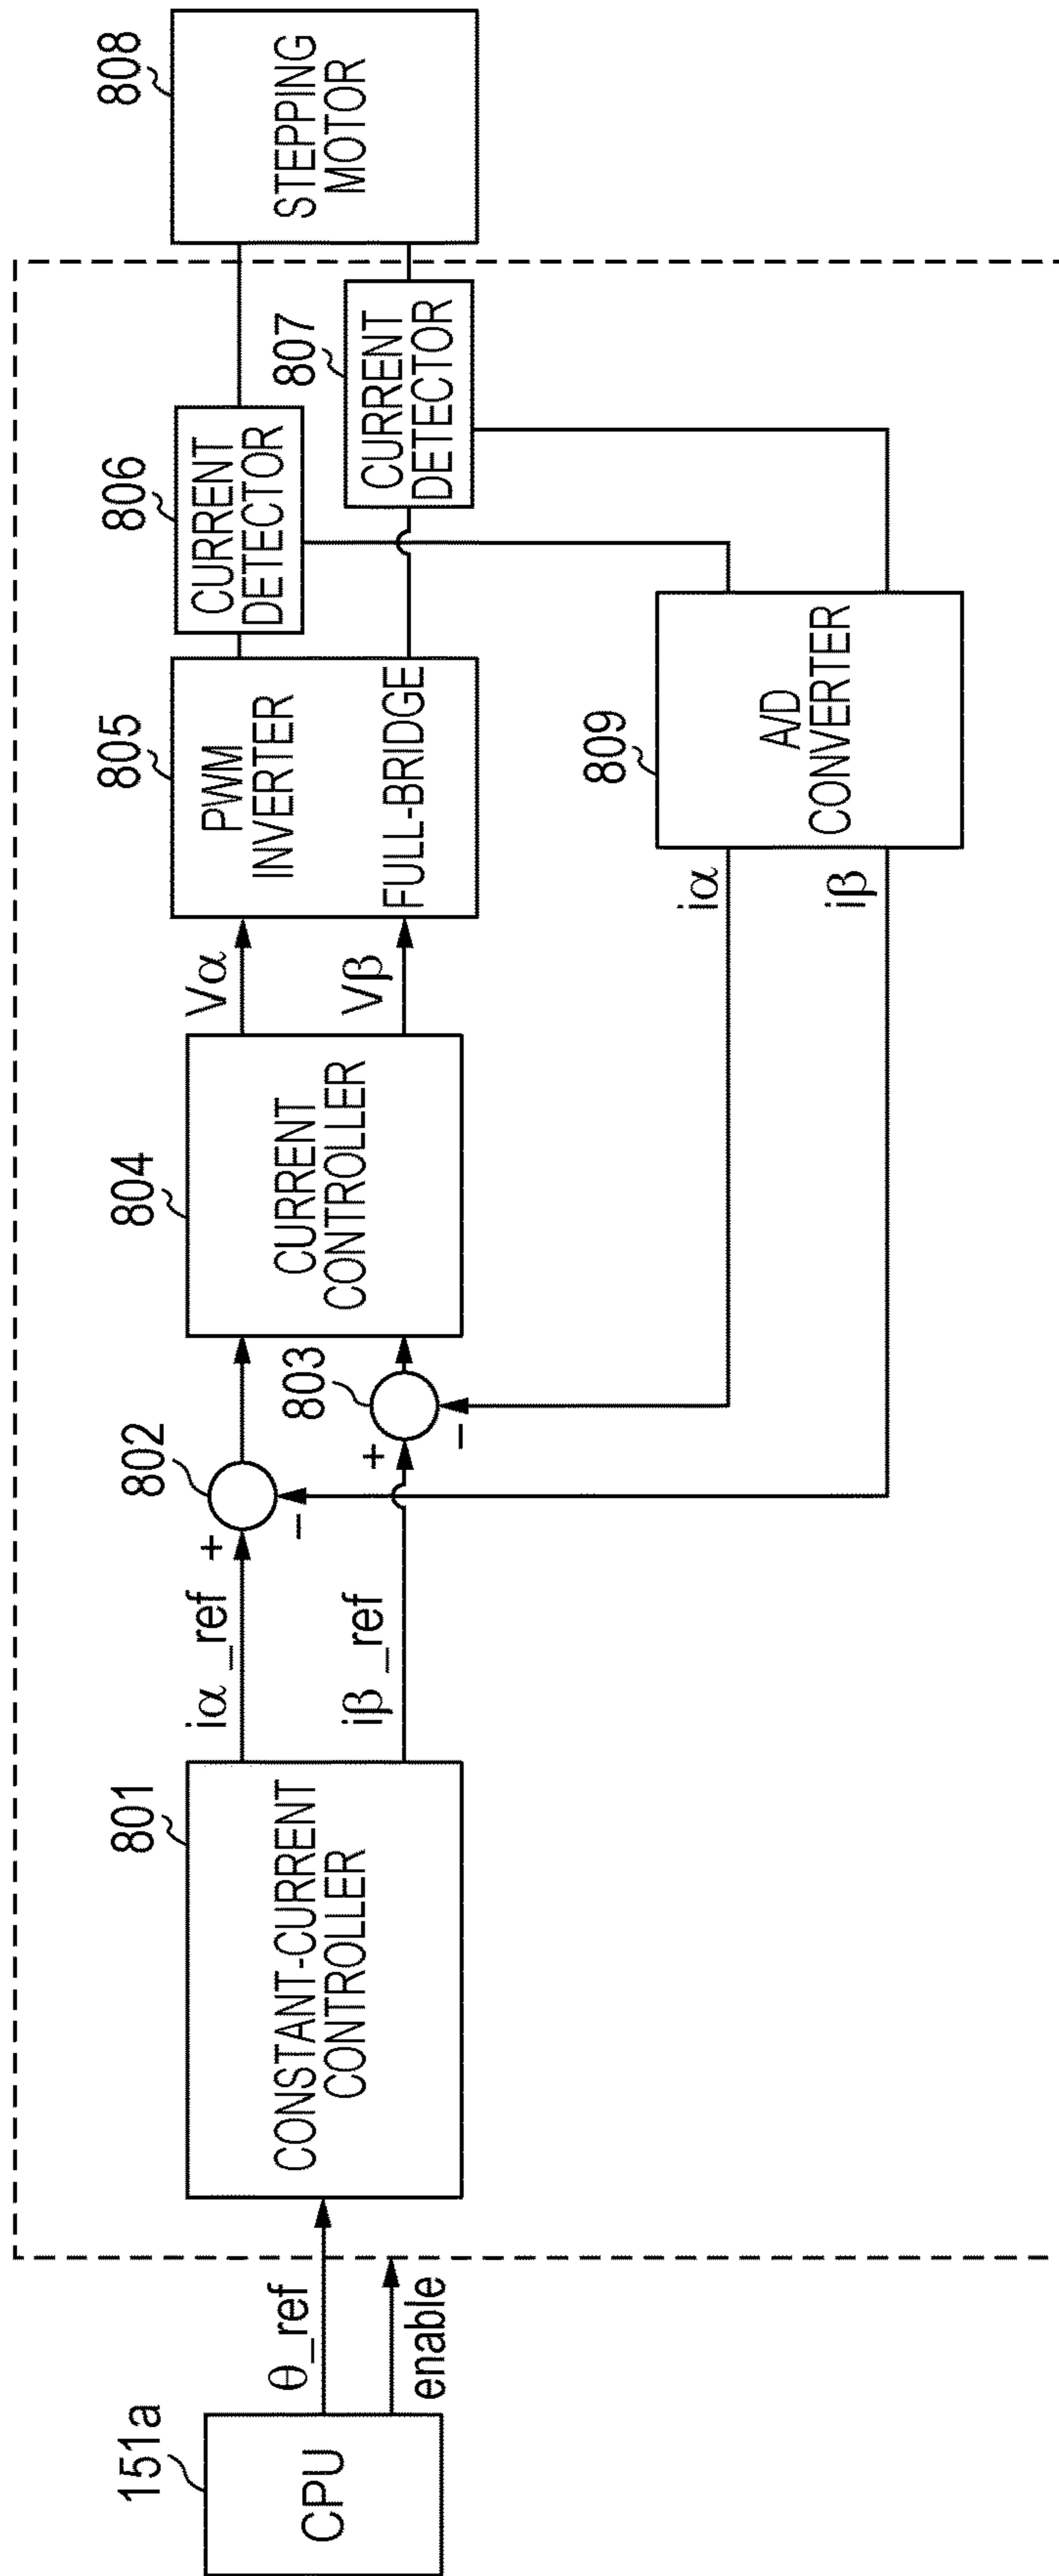 151a
CPU
θ_ref
enable
801
CONSTANT-CURRENT
CONTROLLER
iα_ref
iβ_ref
802
+
−
803
+
−
804
CURRENT
CONTROLLER
Vα
Vβ
805
PWM
INVERTER
FULL-BRIDGE
806
CURRENT
DETECTOR
807
CURRENT
DETECTOR
808
STEPPING
MOTOR
809
A/D
CONVERTER
iα
iβ